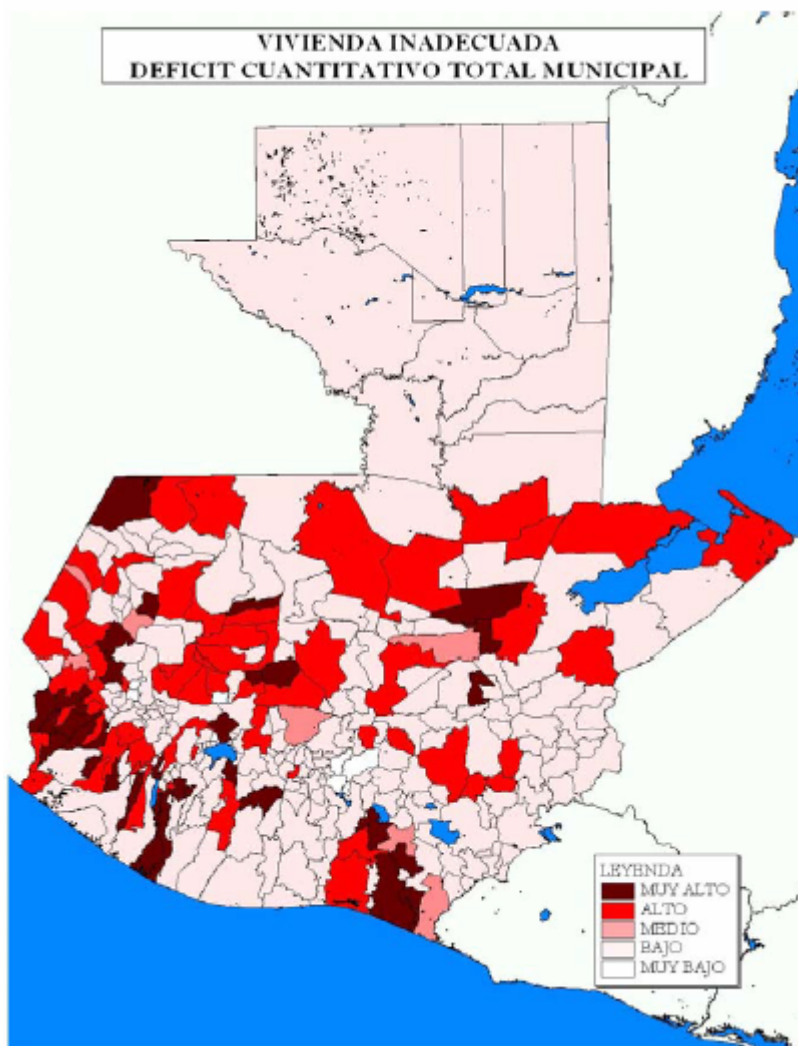 VIVIENDA INADECUADA
DEFICIT CUANTITATIVO TOTAL MUNICIPAL
LEYENDA
MUY ALTO
ALTO
MEDIO
BAJO
MUY BAJO